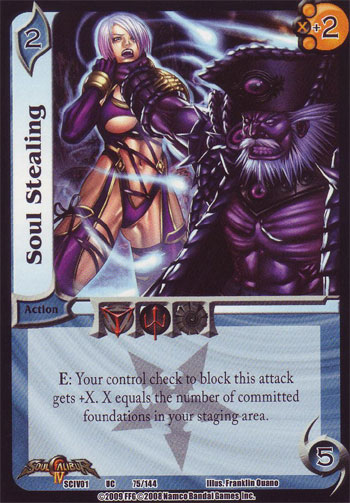 2
X +2
Soul Stealing
Action
E: Your control check to block this attack
gets +X. X equals the number of committed
foundations in your staging area.
5
SOULCALIBUR
IV
SCIV01 UC 75/144 Illus. Franklin Ouano
©2009 FFG ©2008 Namco Bandai Games Inc.